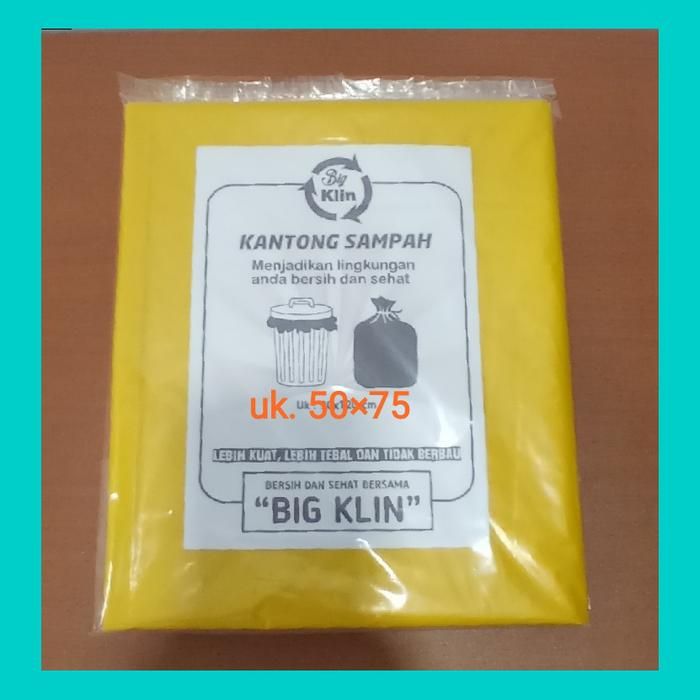 Big
Klin
KANTONG SAMPAH
Menjadikan lingkungan
anda bersih dan sehat
uk. 50×75
LEBIH KUAT, LEBIH TEBAL DAN TIDAK BERBAU
BERSIH DAN SEHAT BERSAMA
“BIG KLIN”